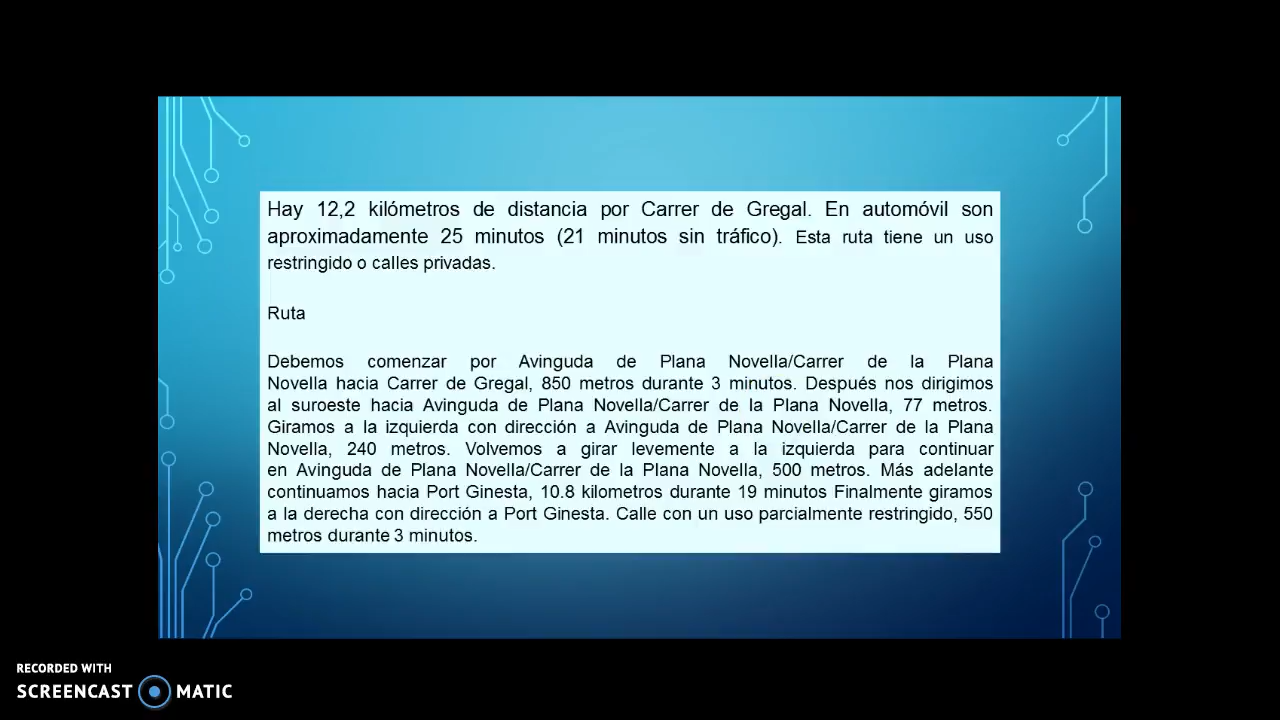 Hay 12,2 kilómetros de distancia por Carrer de Gregal. En automóvil son
aproximadamente 25 minutos (21 minutos sin tráfico). Esta ruta tiene un uso
restringido o calles privadas.
Ruta
Debemos comenzar por Avinguda de Plana Novella/Carrer de la Plana
Novella hacia Carrer de Gregal, 850 metros durante 3 minutos. Después nos dirigimos
al suroeste hacia Avinguda de Plana Novella/Carrer de la Plana Novella, 77 metros.
Giramos a la izquierda con dirección a Avinguda de Plana Novella/Carrer de la Plana
Novella, 240 metros. Volvemos a girar levemente a la izquierda para continuar
en Avinguda de Plana Novella/Carrer de la Plana Novella, 500 metros. Más adelante
continuamos hacia Port Ginesta, 10.8 kilometros durante 19 minutos Finalmente giramos
a la derecha con dirección a Port Ginesta. Calle con un uso parcialmente restringido, 550
metros durante 3 minutos.
RECORDED WITH
SCREENCAST MATIC